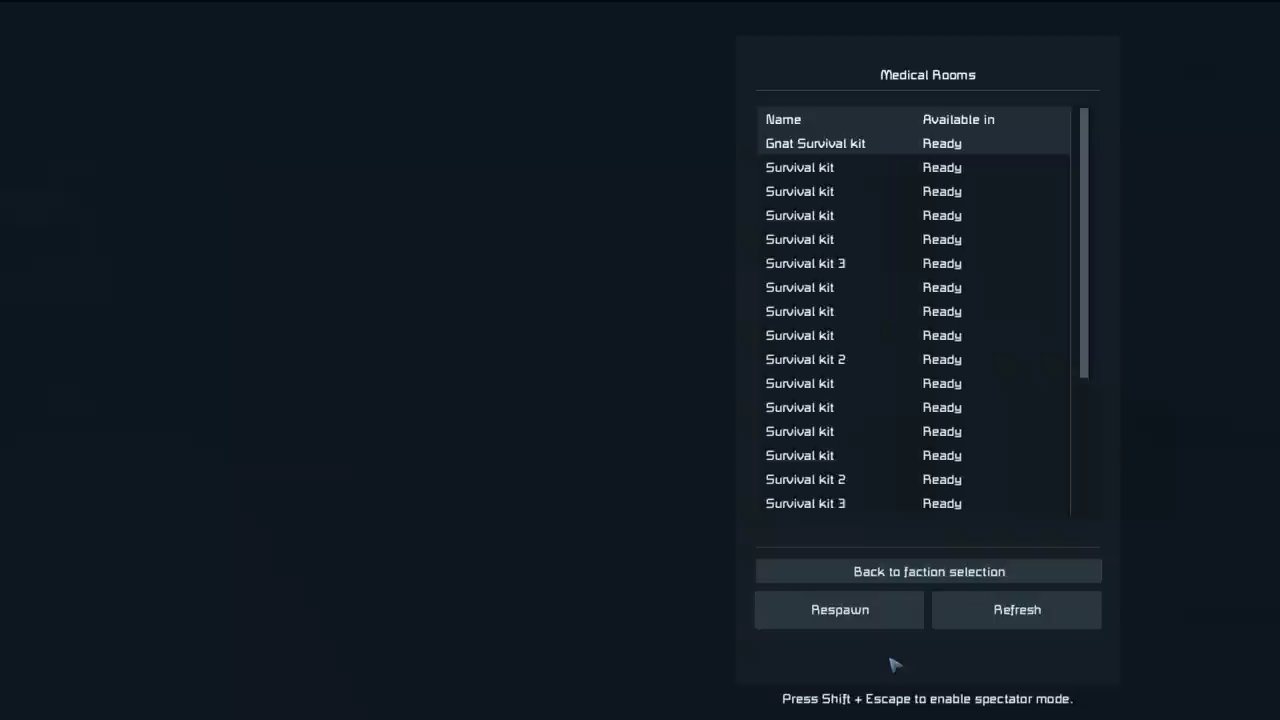 Medical Rooms
Name Available in
Gnat Survival kit Ready
Survival kit Ready
Survival kit Ready
Survival kit Ready
Survival kit Ready
Survival kit 3 Ready
Survival kit Ready
Survival kit Ready
Survival kit Ready
Survival kit 2 Ready
Survival kit Ready
Survival kit Ready
Survival kit Ready
Survival kit Ready
Survival kit 2 Ready
Survival kit 3 Ready
Back to faction selection
Respawn Refresh
Press Shift + Escape to enable spectator mode.